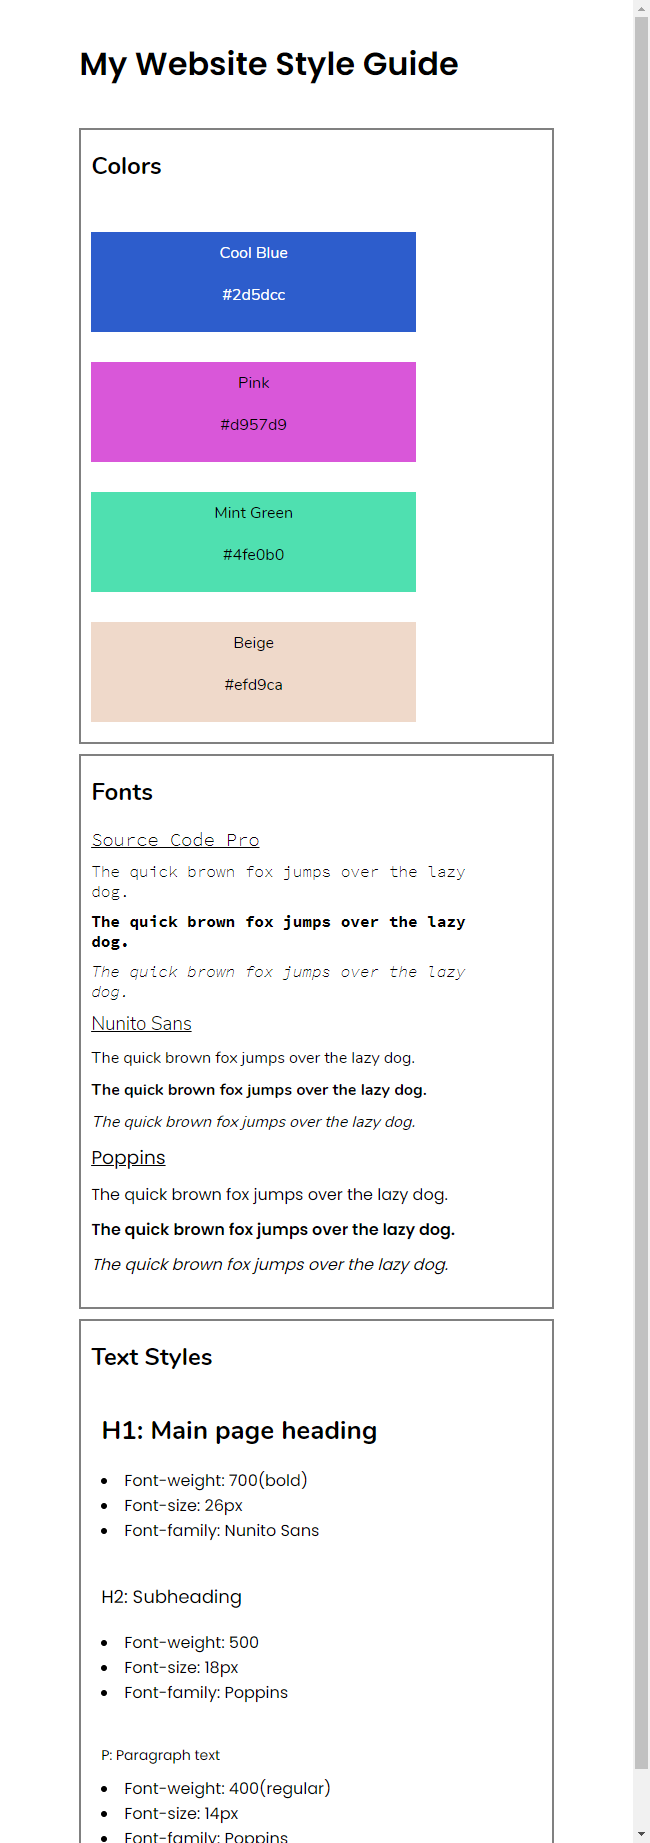 My Website Style Guide
Colors
Cool Blue
#2d5dcc
Pink
#d957d9
Mint Green
#4fe0b0
Beige
#efd9ca
Fonts
Source Code Pro
The quick brown fox jumps over the lazy
dog.
The quick brown fox jumps over the lazy
dog.
The quick brown fox jumps over the lazy
dog.
Nunito Sans
The quick brown fox jumps over the lazy dog.
The quick brown fox jumps over the lazy dog.
The quick brown fox jumps over the lazy dog.
Poppins
The quick brown fox jumps over the lazy dog.
The quick brown fox jumps over the lazy dog.
The quick brown fox jumps over the lazy dog.
Text Styles
H1: Main page heading
• Font-weight: 700(bold)
• Font-size: 26px
• Font-family: Nunito Sans
H2: Subheading
• Font-weight: 500
• Font-size: 18px
• Font-family: Poppins
P: Paragraph text
• Font-weight: 400(regular)
• Font-size: 14px
• Font-family: Poppins